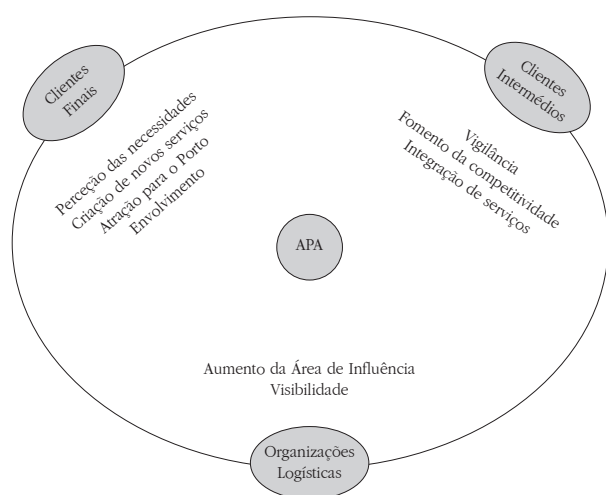 Clientes
Finais
Clientes
Intermédios
Perceção das necessidades
Criação de novos serviços
Atração para o Porto
Envolvimento
Vigilância
Fomento da competitividade
Integração de serviços
APA
Aumento da Área de Influência
Visibilidade
Organizações
Logísticas